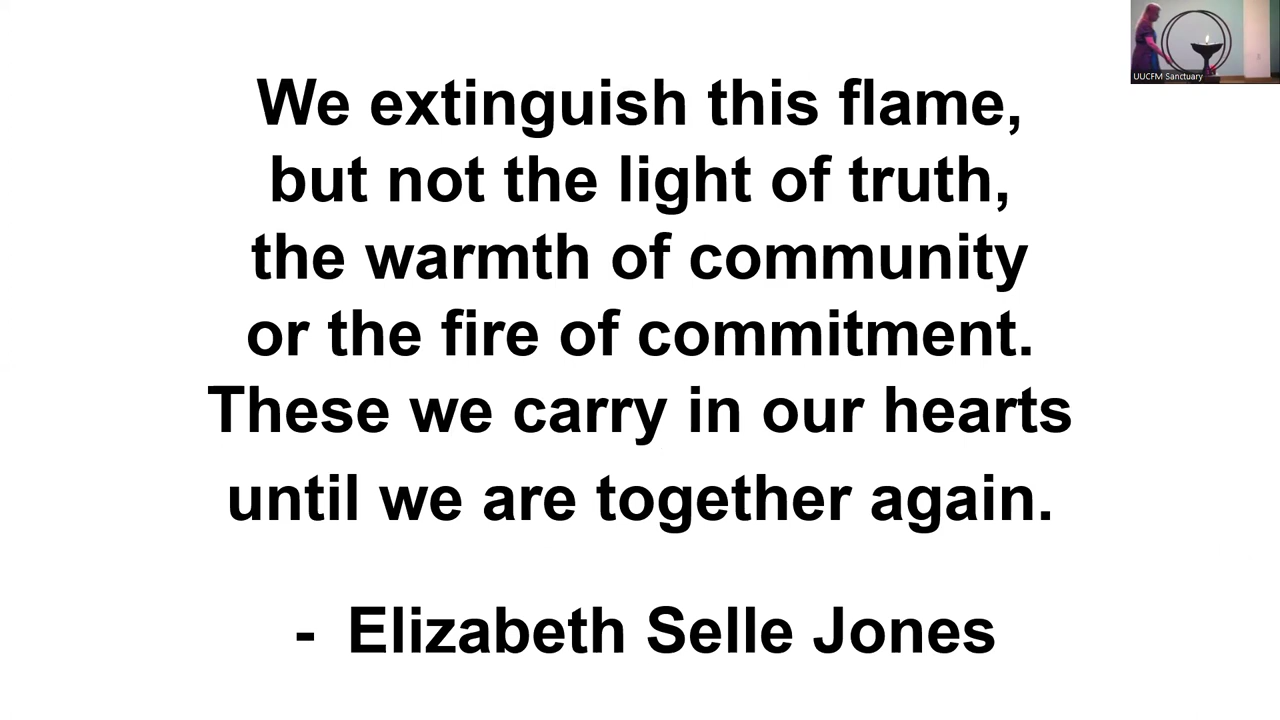 We extinguish this flame,
but not the light of truth,
the warmth of community
or the fire of commitment.
These we carry in our hearts
until we are together again.
- Elizabeth Selle Jones
UUCFM Sanctuary